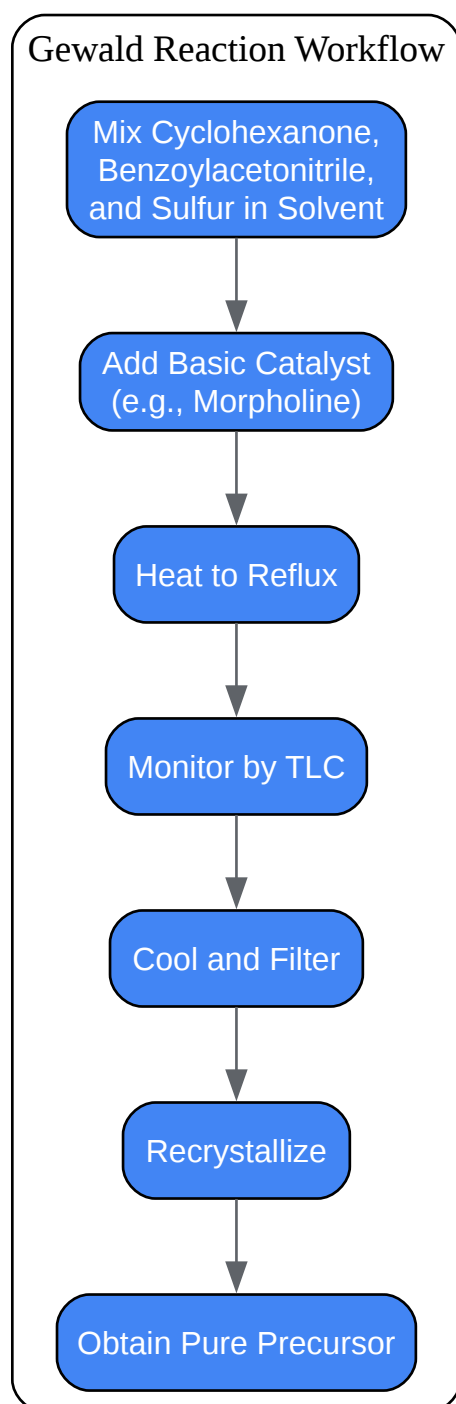 Gewald Reaction Workflow
Mix Cyclohexanone,
Benzoylacetonitrile,
and Sulfur in Solvent
Add Basic Catalyst
(e.g., Morpholine)
Heat to Reflux
Monitor by TLC
Cool and Filter
Recrystallize
Obtain Pure Precursor